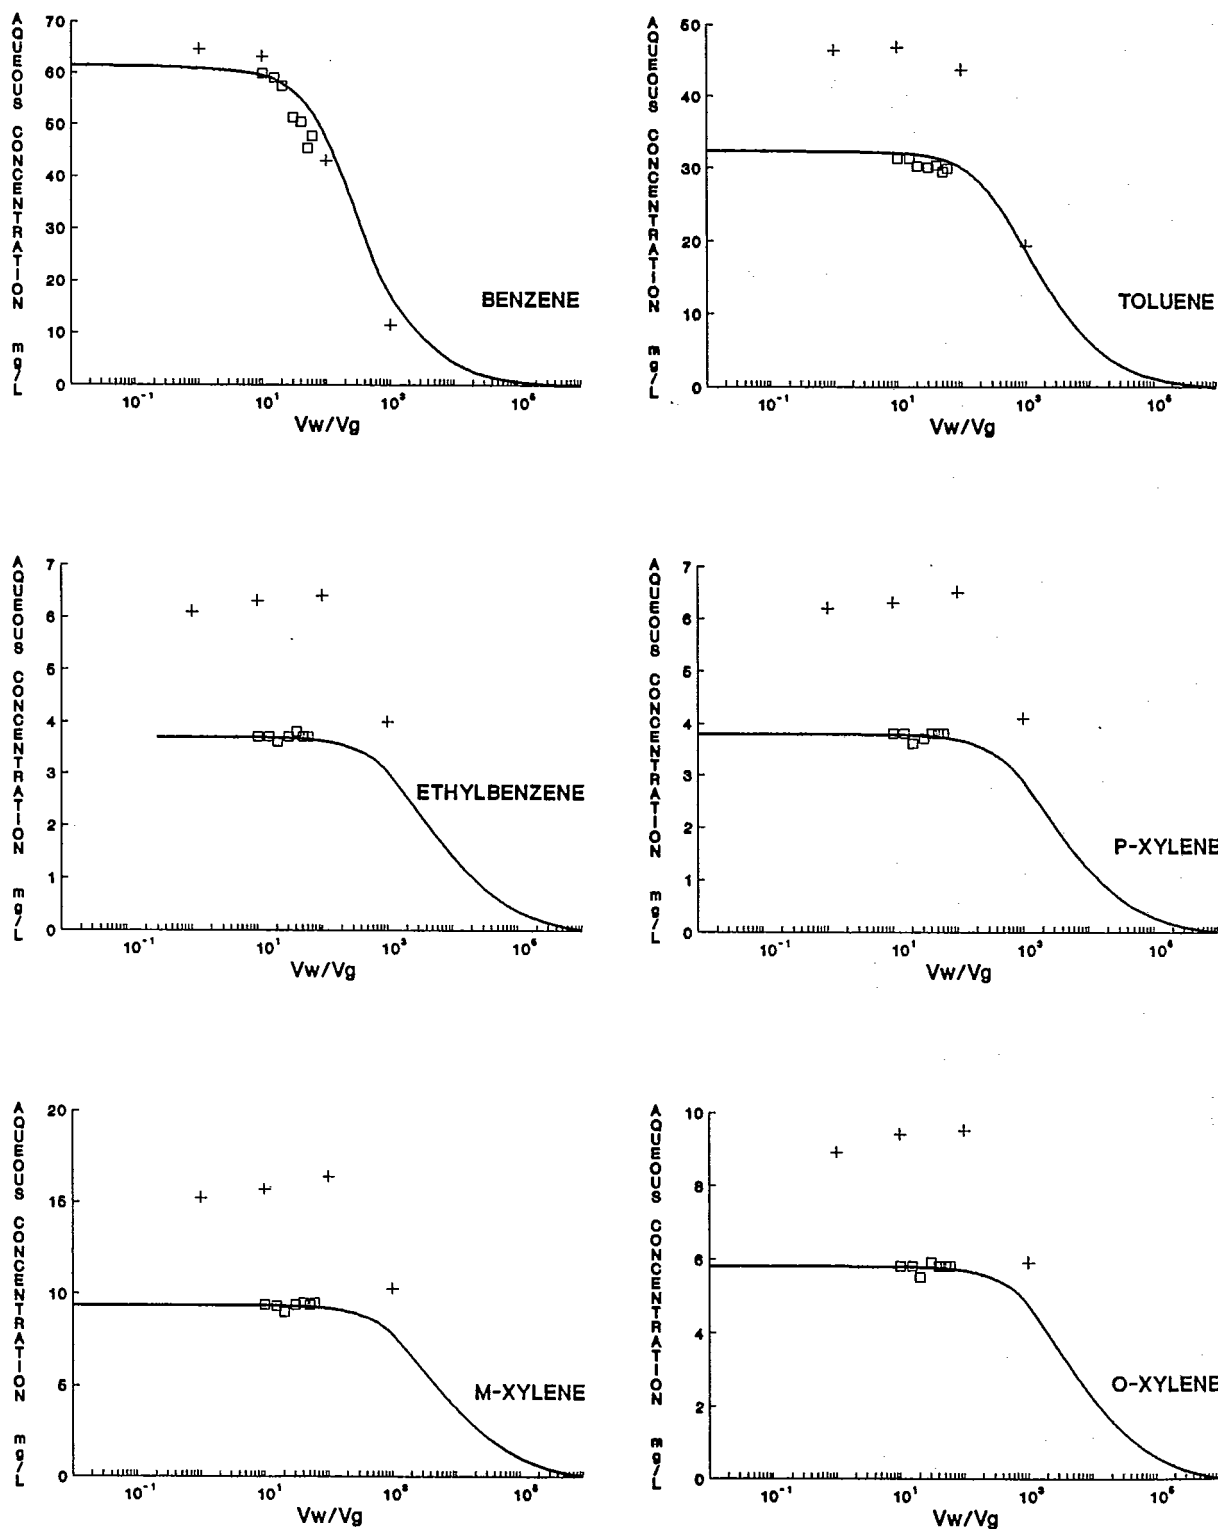 AQUEOUS CONCENTRATION mg/L
70
60
50
40
30
20
10
0
BENZENE
10⁻¹ 10¹ 10³ 10⁵
Vw/Vg
AQUEOUS CONCENTRATION mg/L
50
40
30
20
10
0
TOLUENE
10⁻¹ 10¹ 10³ 10⁵
Vw/Vg
AQUEOUS CONCENTRATION mg/L
7
6
5
4
3
2
1
0
ETHYLBENZENE
10⁻¹ 10¹ 10³ 10⁵
Vw/Vg
AQUEOUS CONCENTRATION mg/L
7
6
5
4
3
2
1
0
P-XYLENE
10⁻¹ 10¹ 10³ 10⁵
Vw/Vg
AQUEOUS CONCENTRATION mg/L
20
15
10
5
0
M-XYLENE
10⁻¹ 10¹ 10³ 10⁵
Vw/Vg
AQUEOUS CONCENTRATION mg/L
10
8
6
4
2
0
O-XYLENE
10⁻¹ 10¹ 10³ 10⁵
Vw/Vg